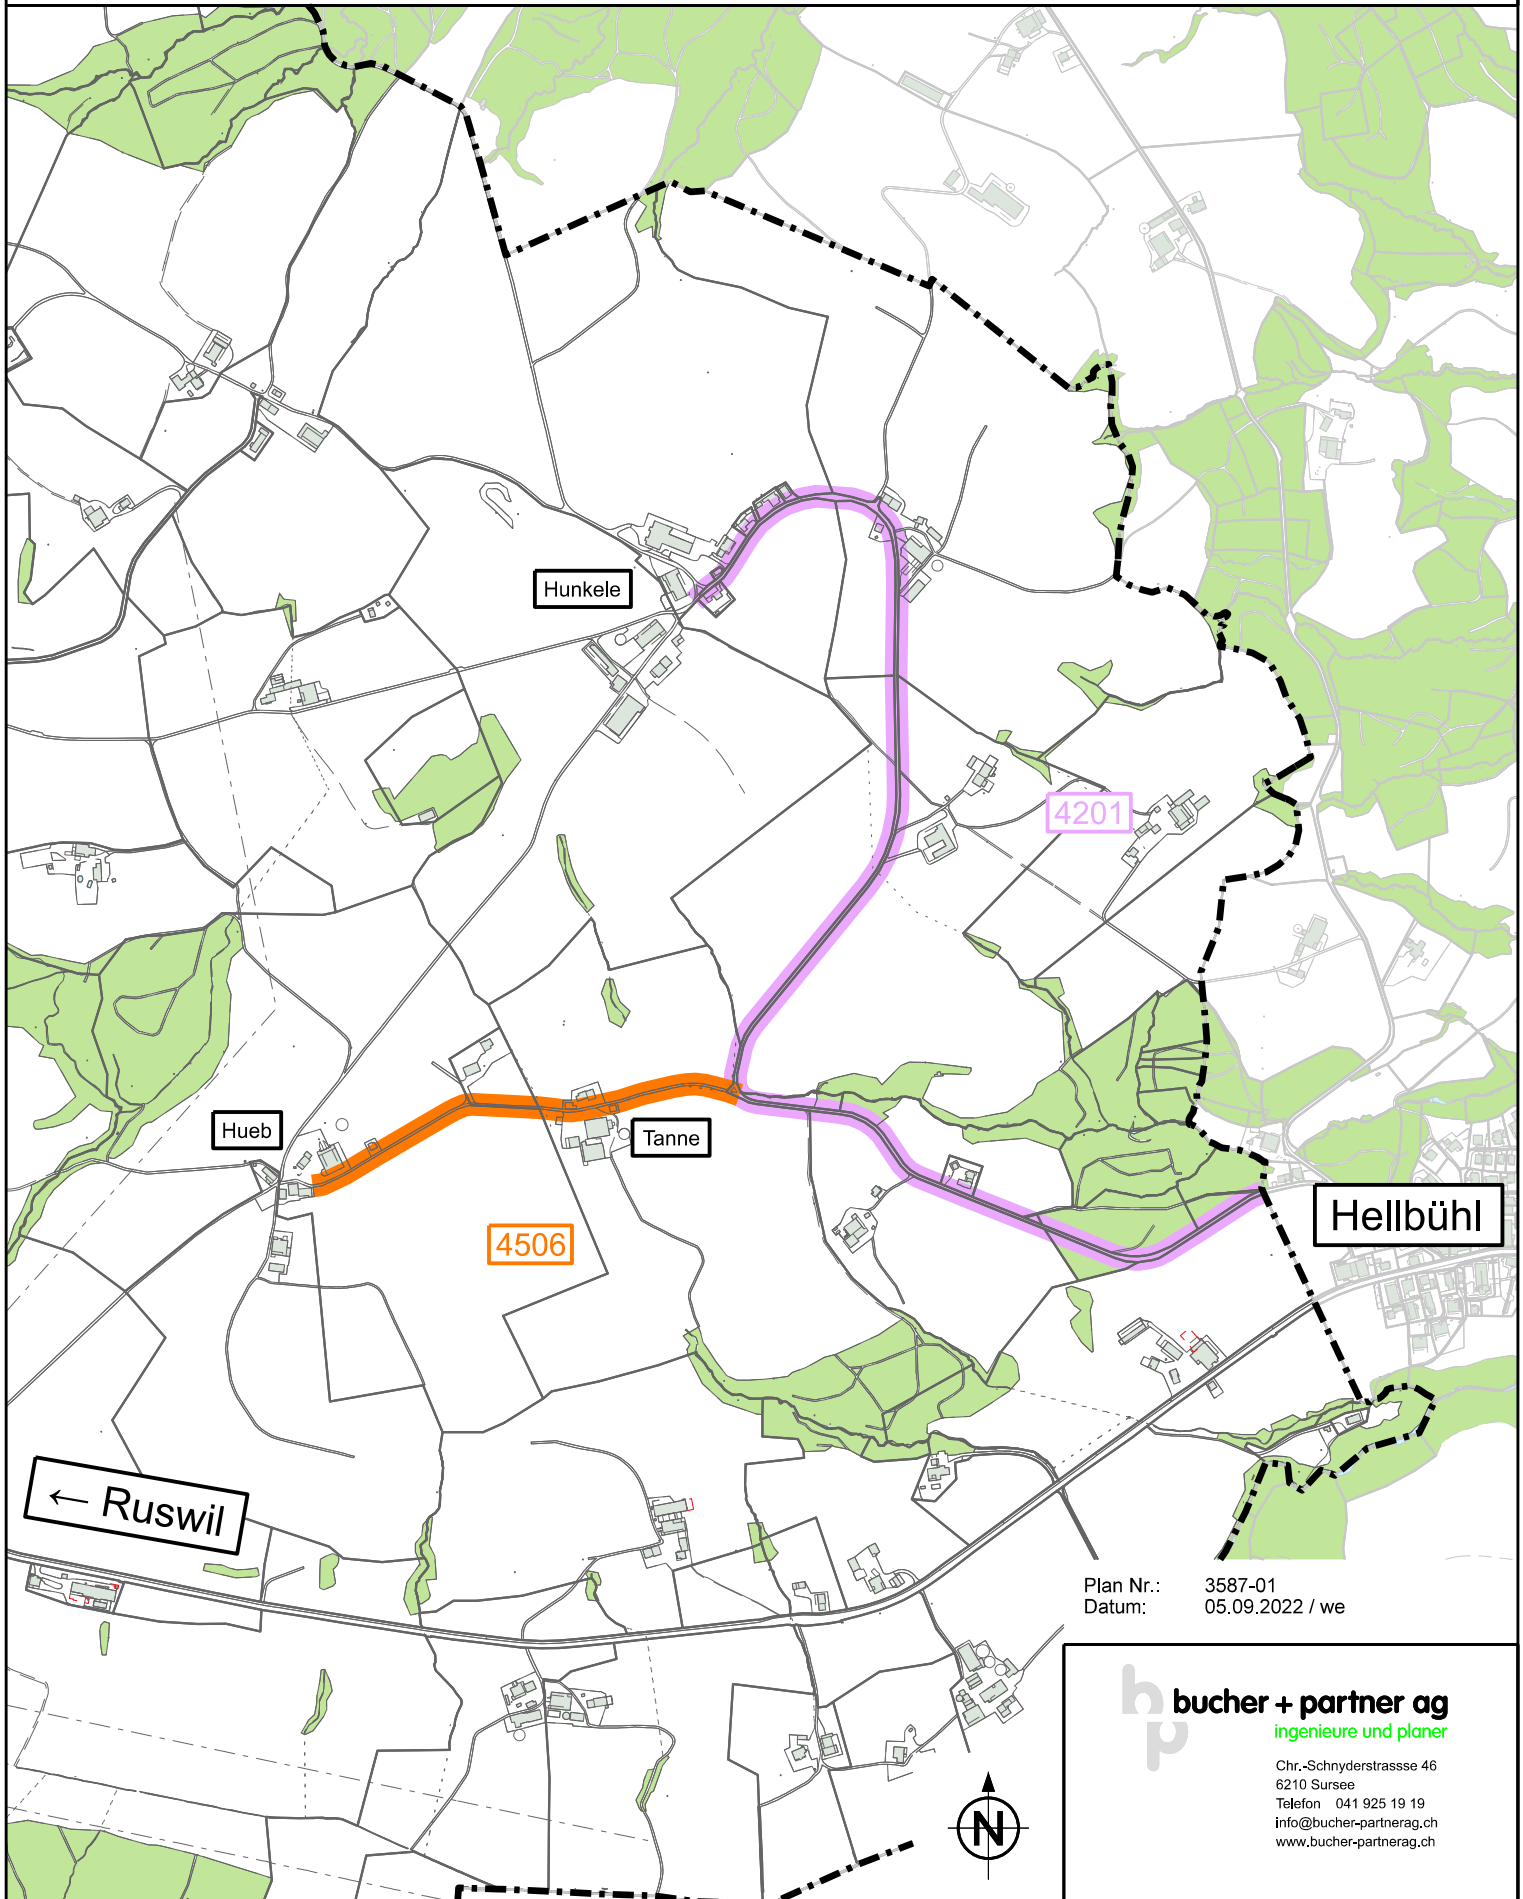 Hunkele
4201
Hueb
Tanne
4506
Hellbühl
← Ruswil
Plan Nr.: 3587-01
Datum: 05.09.2022 / we
bp
bucher + partner ag
ingenieure und planer
Chr.-Schnyderstrassse 46
6210 Sursee
Telefon 041 925 19 19
info@bucher-partnerag.ch
www.bucher-partnerag.ch
N